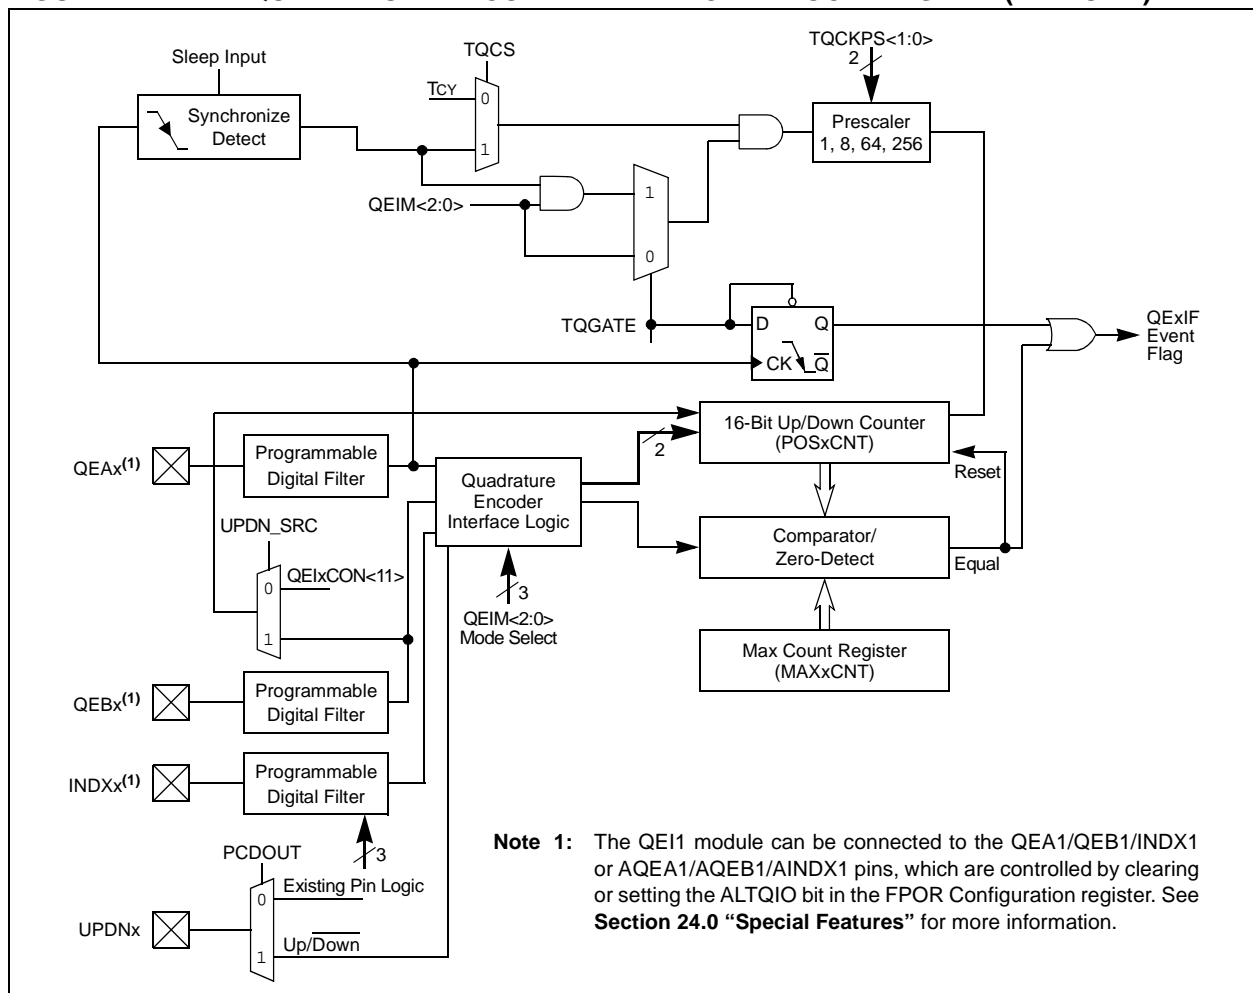 TQCKPS<1:0>
2
TQCS
Sleep Input
TCY
0
1
Synchronize
Detect
Prescaler
1, 8, 64, 256
QEIM<2:0>
1
0
TQGATE
D Q
CK Q
QExIF
Event
Flag
16-Bit Up/Down Counter
(POSxCNT)
2
Reset
QEAx(1)
Programmable
Digital Filter
Quadrature
Encoder
Interface Logic
UPDN_SRC
Comparator/
Zero-Detect
Equal
0
QEIxCON<11>
1
3
QEIM<2:0>
Mode Select
Max Count Register
(MAXxCNT)
QEBx(1)
Programmable
Digital Filter
INDXx(1)
Programmable
Digital Filter
3
PCDOUT
Existing Pin Logic
0
UPDNx
Up/Down
1
Note 1: The QEI1 module can be connected to the QEA1/QEB1/INDX1
or AQEA1/AQEB1/AINDX1 pins, which are controlled by clearing
or setting the ALTQIO bit in the FPOR Configuration register. See
Section 24.0 “Special Features” for more information.